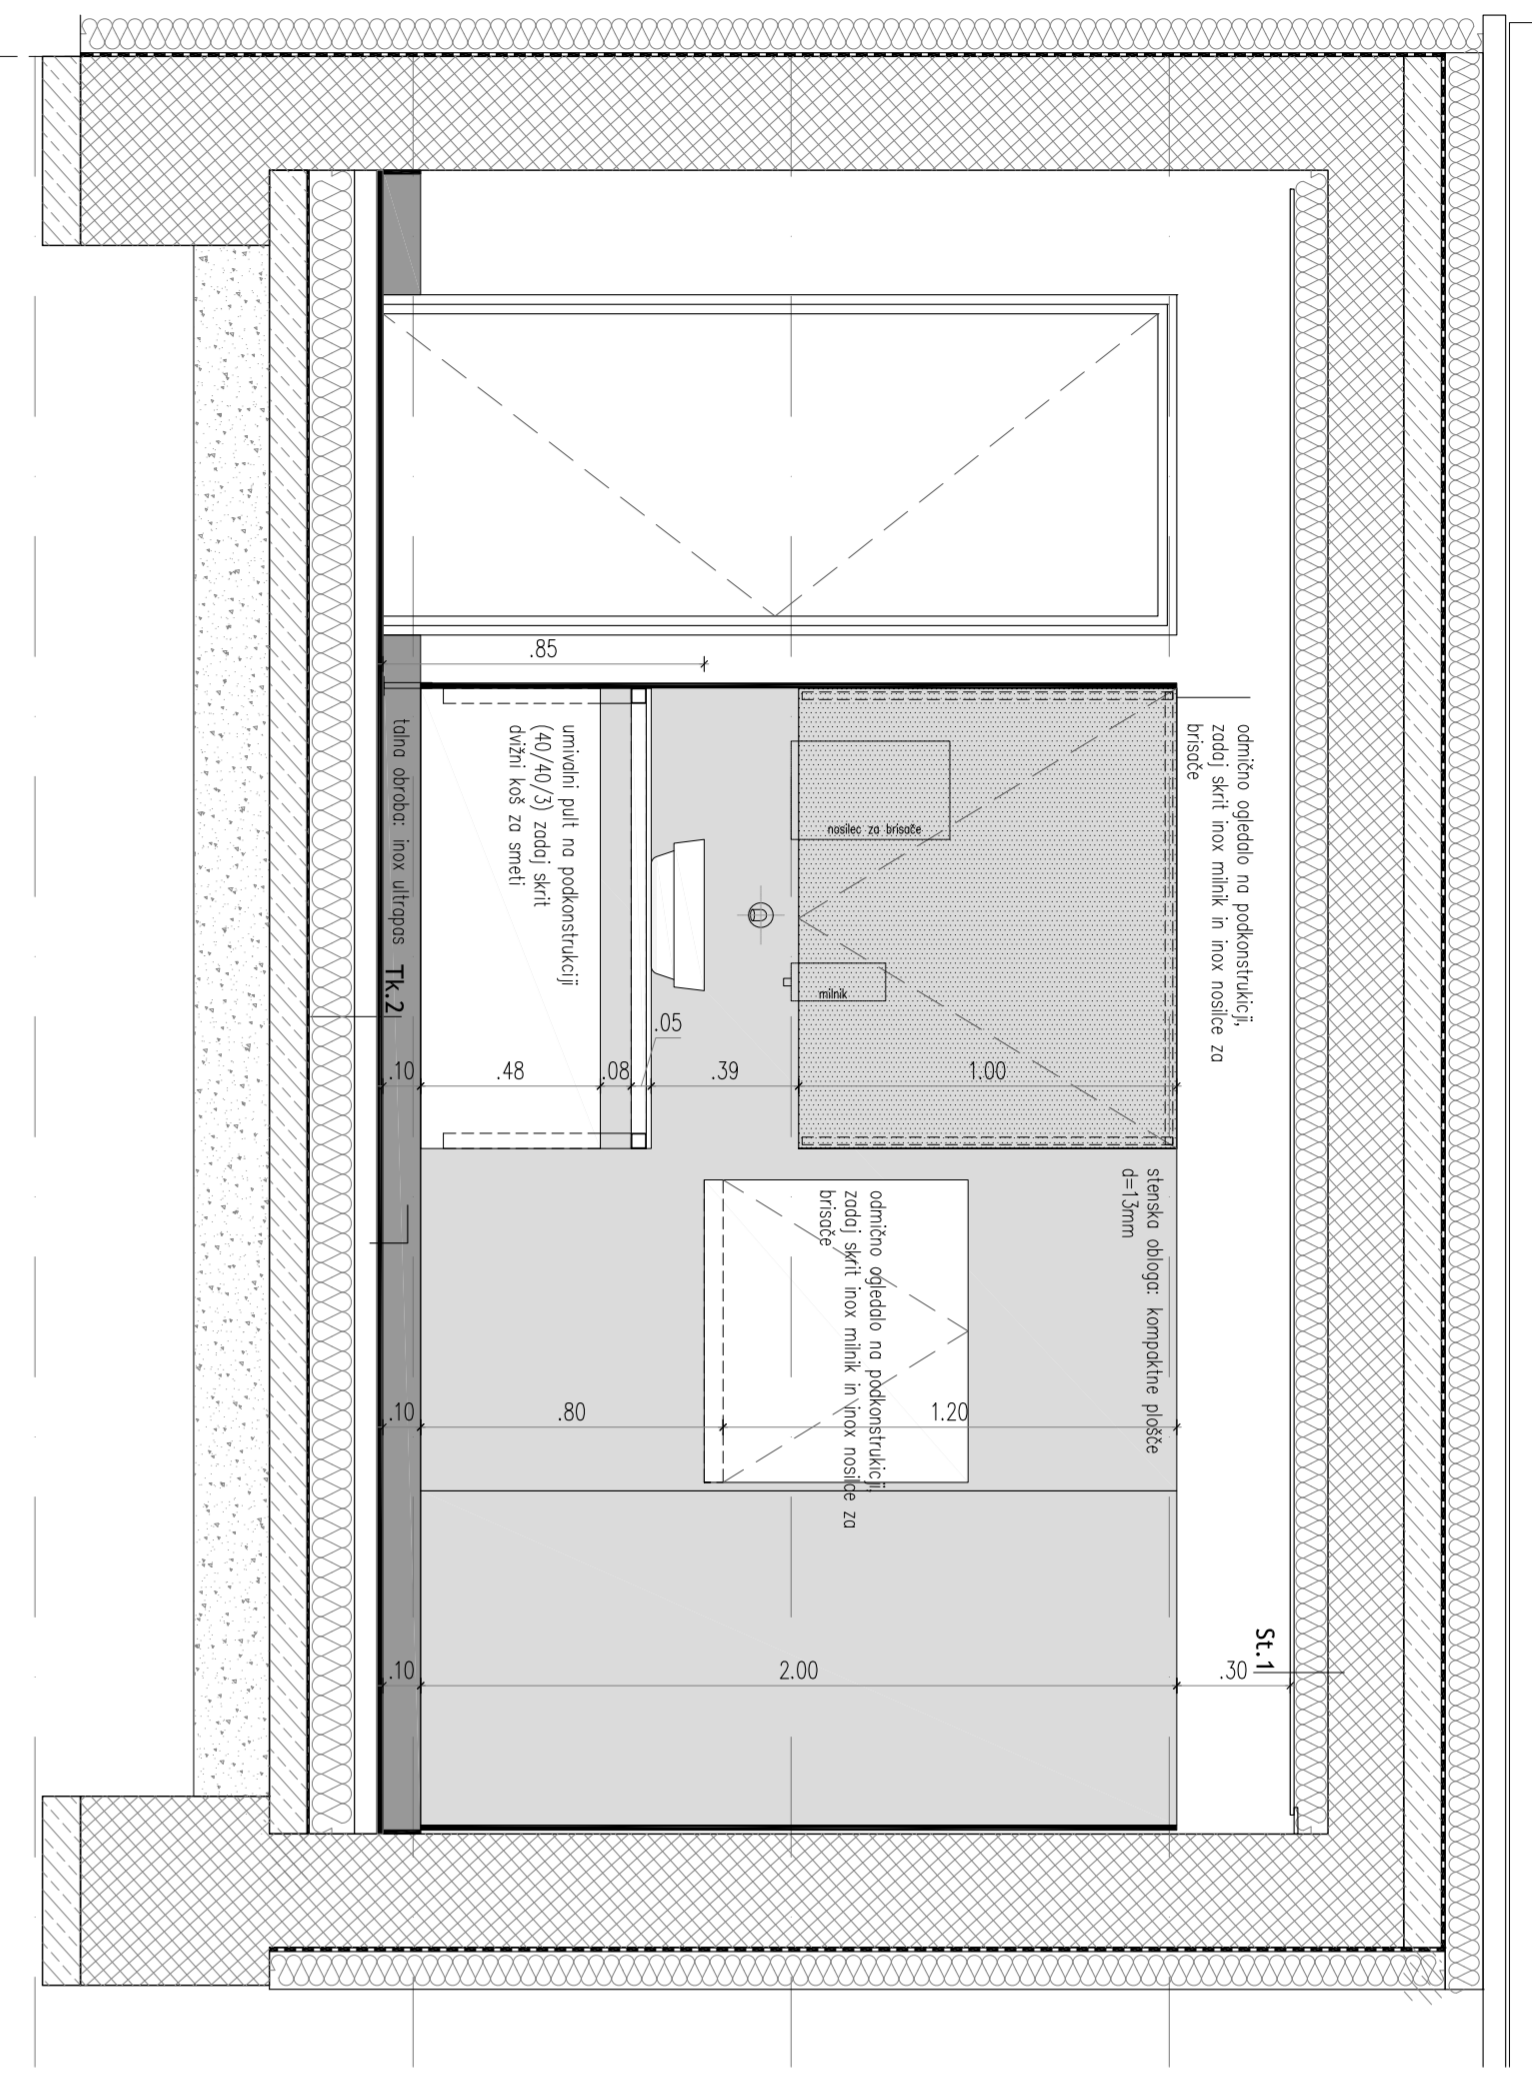 odmično ogledalo na podkonstrukicji,
zadaj skrit inox milnik in inox nosilce za
brisače
St.1
.30
stenska obloga: kompaktne plošče
d=13mm
1.00
1.20
2.00
nosilec za brisače
milnik
odmično ogledalo na podkonstrukicji,
zadaj skrit inox milnik in inox nosilce za
brisače
.39
.85
.05
.08
.48
.80
umivalni pult na podkonstrukciji
(40/40/3) zadaj skrit
dvižni koš za smeti
.10
.10
.10
talna obroba: inox ultrapas
Tk.2